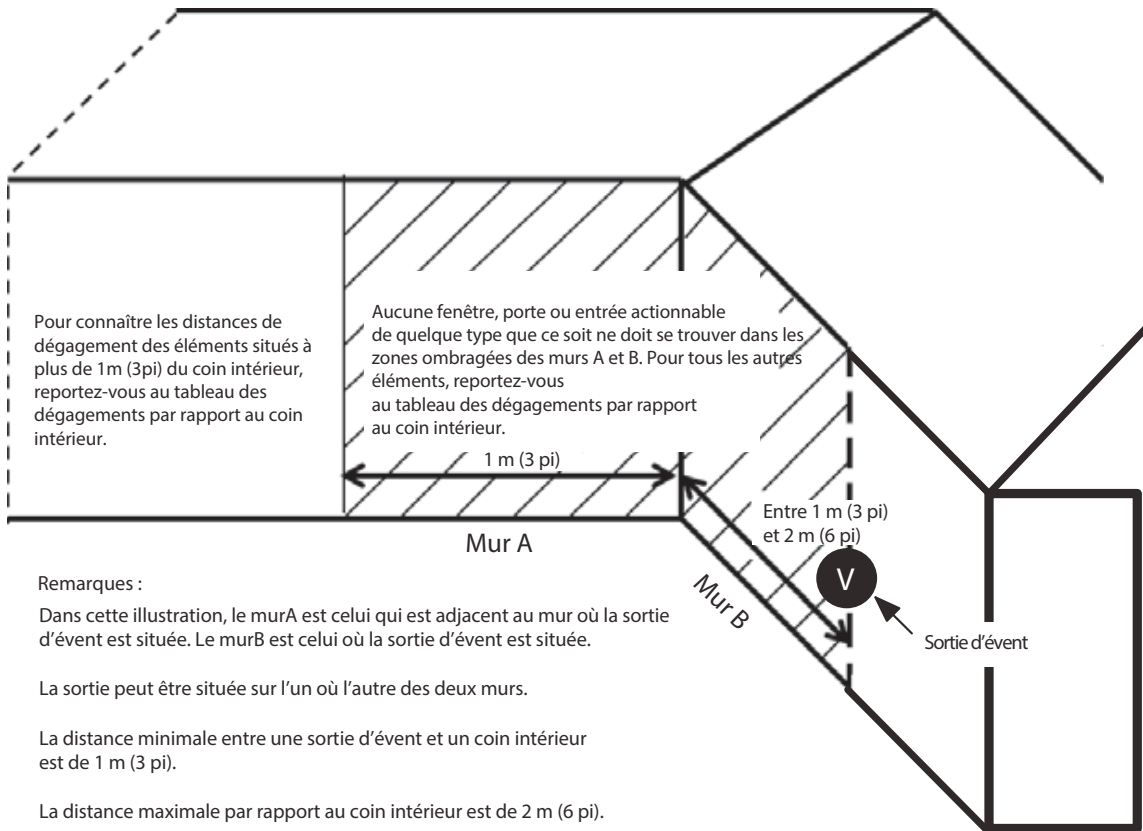 Pour connaître les distances de
dégagement des éléments situés à
plus de 1m (3pi) du coin intérieur,
reportez-vous au tableau des
dégagements par rapport au coin
intérieur.
Aucune fenêtre, porte ou entrée actionnable
de quelque type que ce soit ne doit se trouver dans les
zones ombragées des murs A et B. Pour tous les autres
éléments, reportez-vous
au tableau des dégagements par rapport
au coin intérieur.
1 m (3 pi)
Entre 1 m (3 pi)
et 2 m (6 pi)
Mur A
Mur B
V
Sortie d’évent
Remarques :
Dans cette illustration, le murA est celui qui est adjacent au mur où la sortie
d’évent est située. Le murB est celui où la sortie d’évent est située.
La sortie peut être située sur l’un où l’autre des deux murs.
La distance minimale entre une sortie d’évent et un coin intérieur
est de 1 m (3 pi).
La distance maximale par rapport au coin intérieur est de 2 m (6 pi).